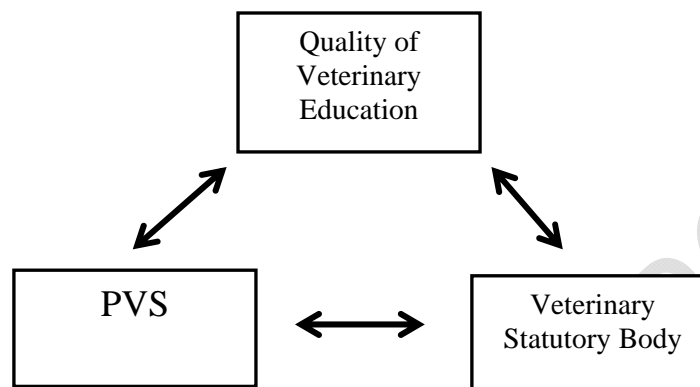 Quality of
Veterinary
Education
PVS
Veterinary
Statutory Body